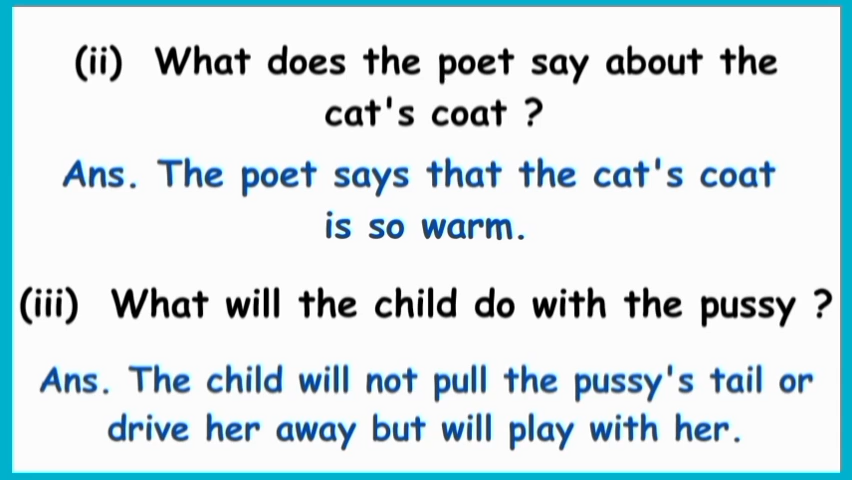 (ii) What does the poet say about the
cat's coat ?
Ans. The poet says that the cat's coat
is so warm.
(iii) What will the child do with the pussy ?
Ans. The child will not pull the pussy's tail or
drive her away but will play with her.